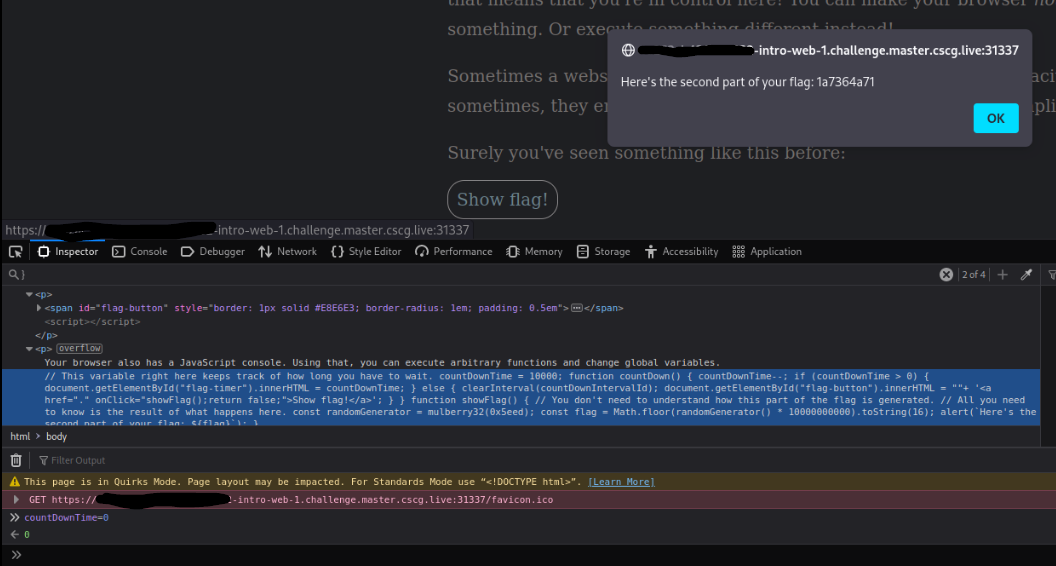 that means that you're in control here! You can make your browser
something. Or execute something different instead!
-intro-web-1.challenge.master.cscg.live:31337
Here's the second part of your flag: 1a7364a71
OK
Sometimes a webs
sometimes, they
Surely you've seen something like this before:
Show flag!
https:// -intro-web-1.challenge.master.cscg.live:31337
Inspector Console Debugger Network Style Editor Performance Memory Storage Accessibility Application
} 2 of 4
<p>
<span id="flag-button" style="border: 1px solid #E8E6E3; border-radius: 1em; padding: 0.5em"></span>
<script></script>
</p>
<p> overflow
Your browser also has a JavaScript console. Using that, you can execute arbitrary functions and change global variables.
// This variable right here keeps track of how long you have to wait. countDownTime = 10000; function countDown() { countDownTime--; if (countDownTime > 0) {
document.getElementById("flag-timer").innerHTML = countDownTime; } else { clearInterval(countDownIntervalId); document.getElementById("flag-button").innerHTML = ""+ '<a
href="." onClick="showFlag();return false;">Show flag!</a>'; } } function showFlag() { // You don't need to understand how this part of the flag is generated. // All you need
to know is the result of what happens here. const randomGenerator = mulberry32(0xSeed); const flag = Math.floor(randomGenerator() * 10000000000).toString(16); alert(`Here's the
second part of your flag: ${flag}`); }
html › body
Filter Output
This page is in Quirks Mode. Page layout may be impacted. For Standards Mode use “<!DOCTYPE html>”. [Learn More]
GET https:// -intro-web-1.challenge.master.cscg.live:31337/favicon.ico
countDownTime=0
0